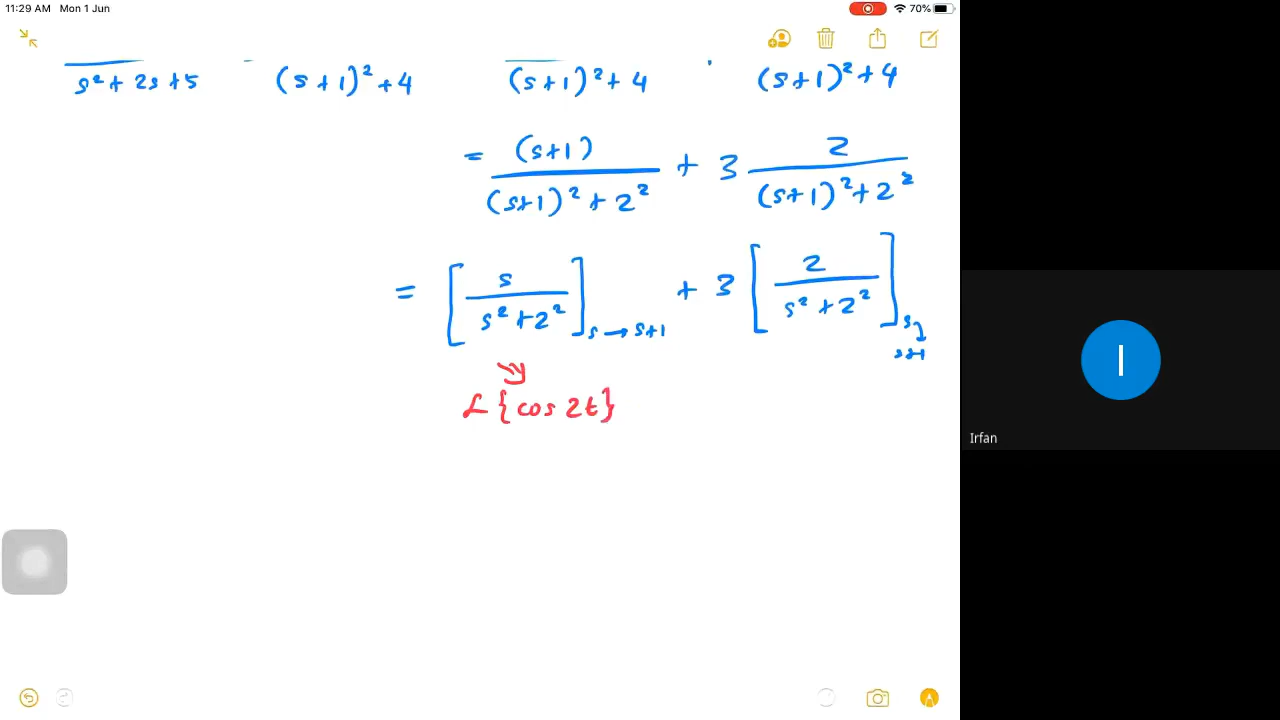 11:29 AM Mon 1 Jun 70%
s² + 2s + 5 (s+1)² + 4 (s+1)² + 4 (s+1)² + 4
= (s+1) / (s+1)² + 2² + 3 2 / (s+1)² + 2²
= [ s / s² + 2² ] s → s+1 + 3 [ 2 / s² + 2² ] s → s+1
ℒ{cos 2t}
I
Irfan